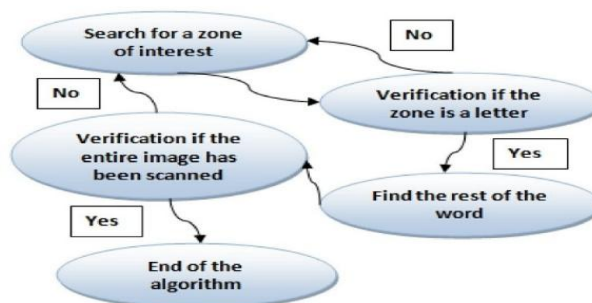 Search for a zone
of interest
No
No
Verification if the
zone is a letter
Verification if the
entire image has
been scanned
Yes
Find the rest of the
word
Yes
End of the
algorithm